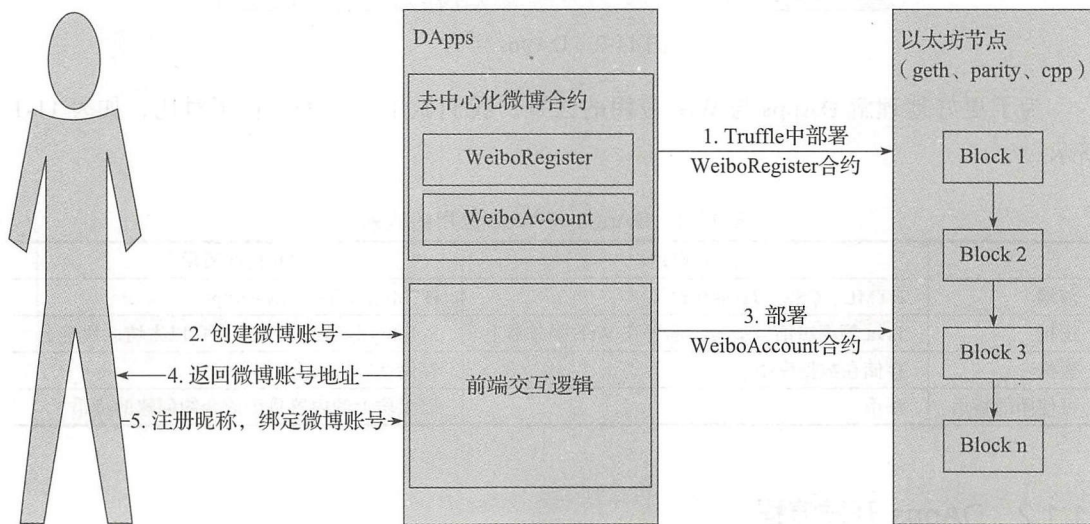 DApps
去中心化微博合约
WeiboRegister
WeiboAccount
前端交互逻辑
1. Truffle中部署
WeiboRegister合约
2. 创建微博账号
3. 部署
WeiboAccount合约
4. 返回微博账号地址
5. 注册昵称，绑定微博账号
以太坊节点
（geth、parity、cpp）
Block 1
Block 2
Block 3
Block n